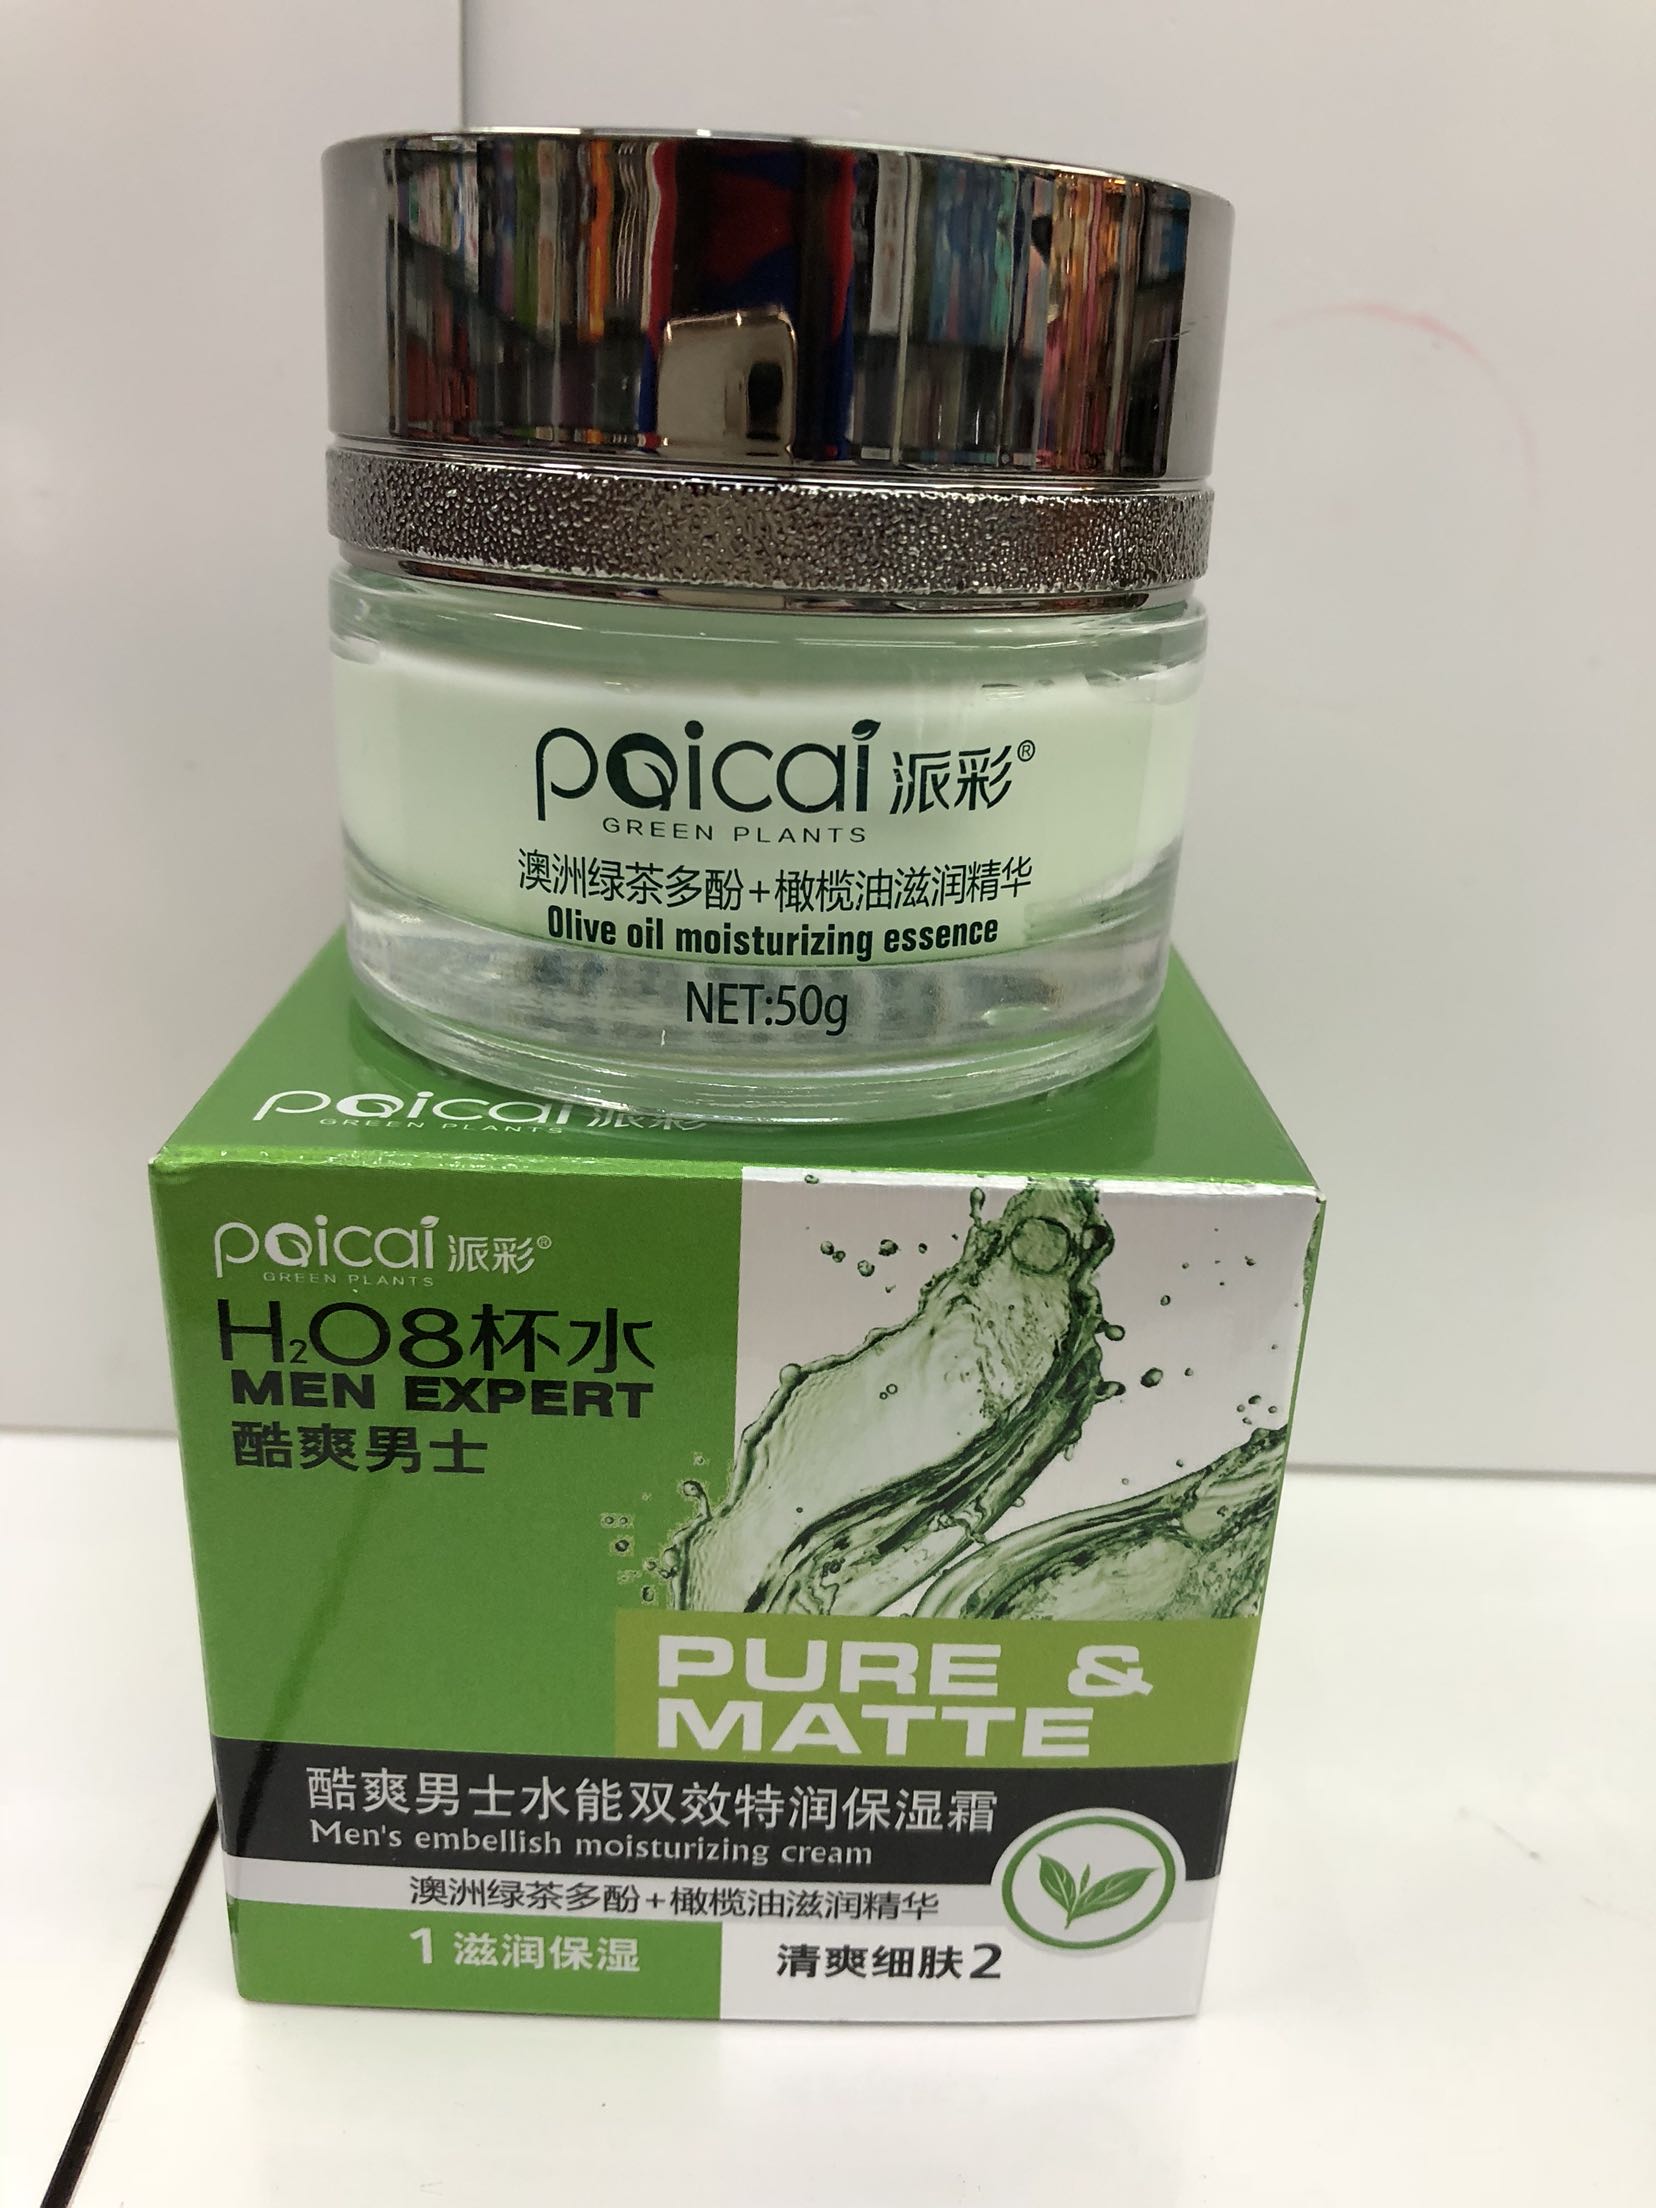 paicai 派彩®
GREEN PLANTS
澳洲绿茶多酚+橄榄油滋润精华
Olive oil moisturizing essence
NET:50g
paicai 派彩
GREEN PLANTS
paicai 派彩®
GREEN PLANTS
H₂O8杯水
MEN EXPERT
酷爽男士
PURE &
MATTE
酷爽男士水能双效特润保湿霜
Men's embellish moisturizing cream
澳洲绿茶多酚+橄榄油滋润精华
1 滋润保湿
清爽细肤2